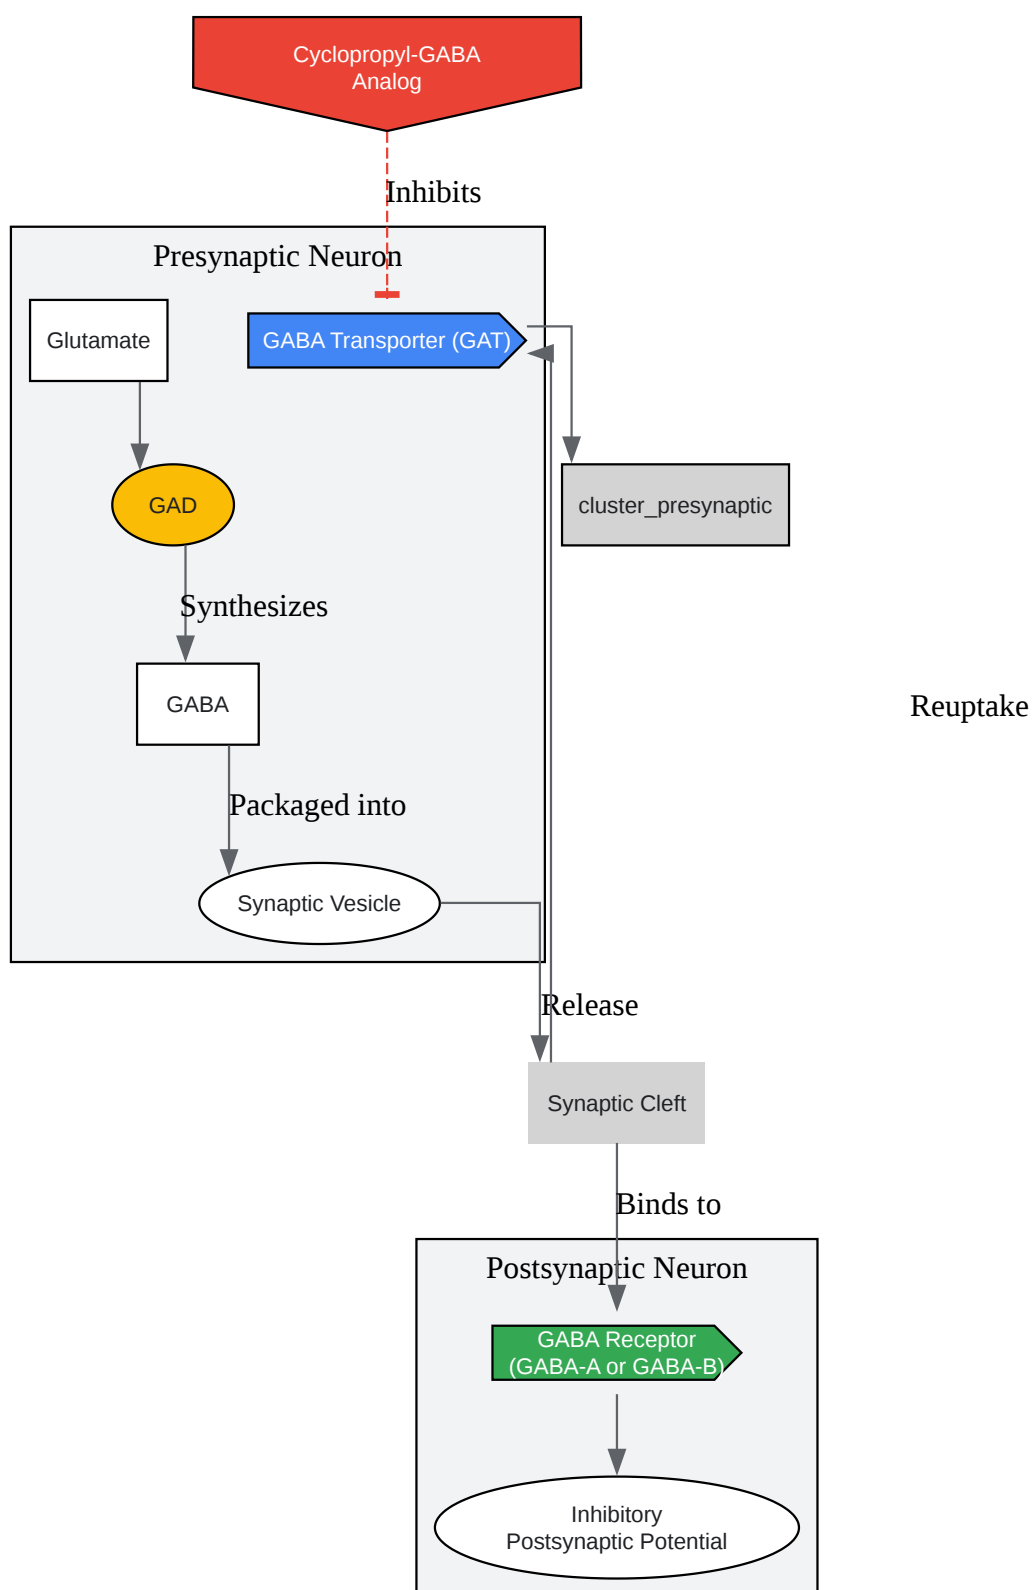 Cyclopropyl-GABA
Analog
Inhibits
Presynaptic Neuron
Glutamate
GABA Transporter (GAT)
GAD
cluster_presynaptic
Synthesizes
GABA
Reuptake
Packaged into
Synaptic Vesicle
Release
Synaptic Cleft
Binds to
Postsynaptic Neuron
GABA Receptor
(GABA-A or GABA-B)
Inhibitory
Postsynaptic Potential